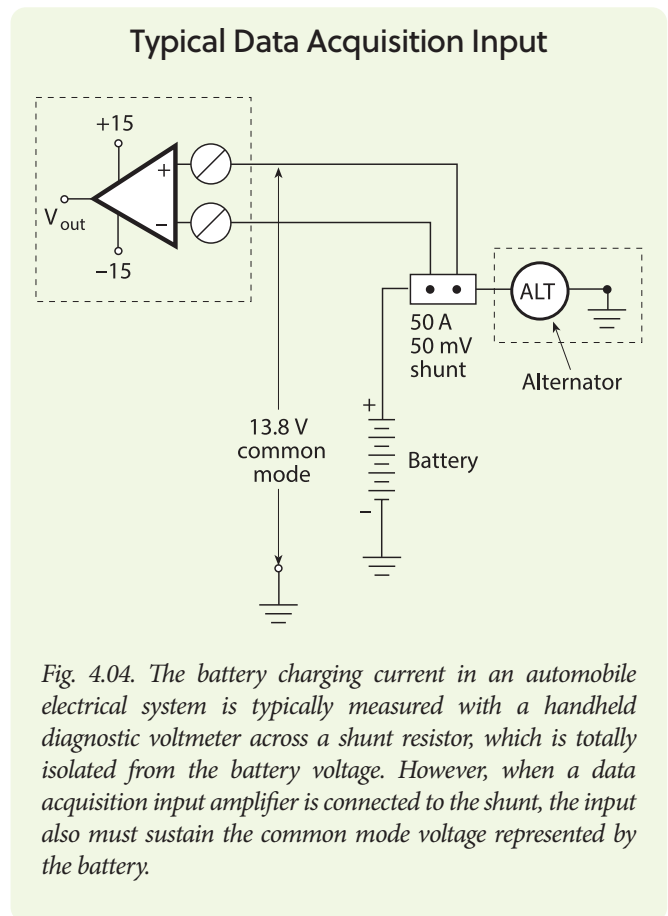 Typical Data Acquisition Input
+15
+
−
V out
−15
ALT
50 A
50 mV
shunt
Alternator
13.8 V
common
mode
+
Battery
−
Fig. 4.04. The battery charging current in an automobile
electrical system is typically measured with a handheld
diagnostic voltmeter across a shunt resistor, which is totally
isolated from the battery voltage. However, when a data
acquisition input amplifier is connected to the shunt, the input
also must sustain the common mode voltage represented by
the battery.